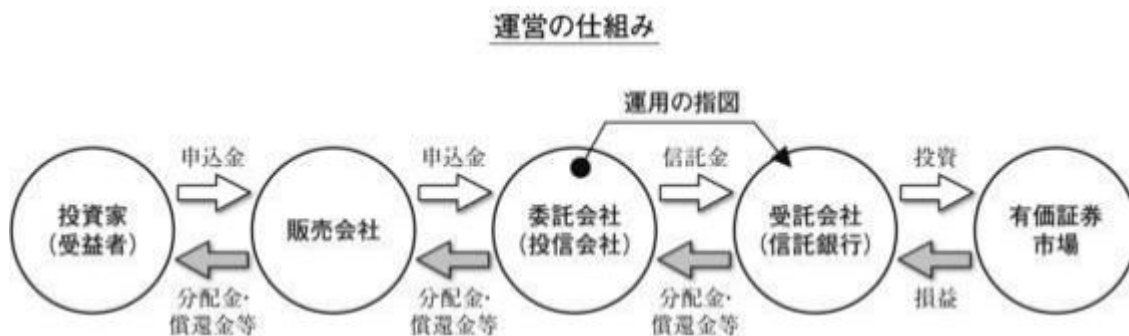 運営の仕組み
運用の指図
申込金
申込金
信託金
投資
投資家
(受益者)
販売会社
委託会社
(投信会社)
受託会社
(信託銀行)
有価証券
市場
分配金・
償還金等
分配金・
償還金等
分配金・
償還金等
損益